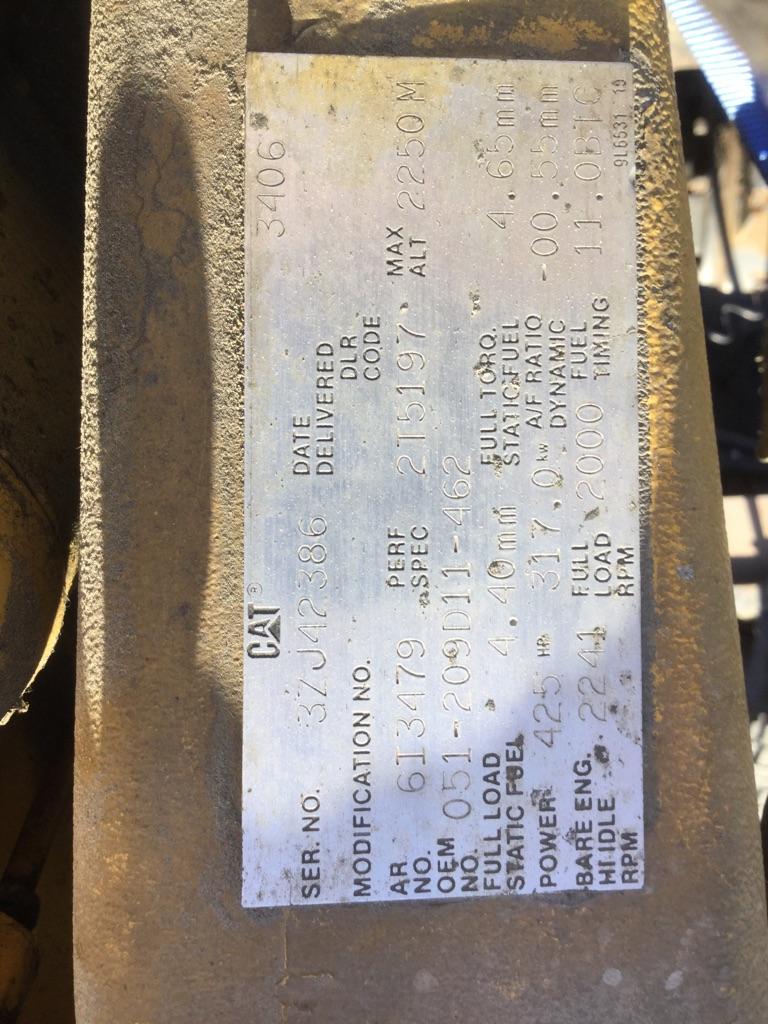 CAT® 3406
SER. NO. 3ZJ42386 DATE DELIVERED
MODIFICATION NO. DLR CODE
AR NO. 6I3479 PERF SPEC 2T5197 MAX ALT 2250M
OEM NO. 051-209D11-462
FULL LOAD STATIC FUEL 4.40mm FULL TORQ. STATIC FUEL 4.65mm
POWER 425 HP 317.0 kw A/F RATIO DYNAMIC -00.55mm
BARE ENG. HI IDLE RPM 2241 FULL LOAD RPM 2000 FUEL TIMING 11.0BTC
9L6531 19